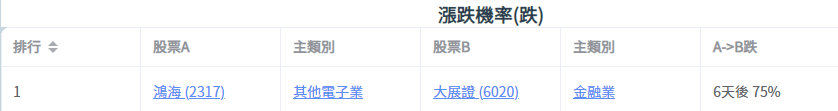 漲跌機率(跌)
排行 股票A 主類別 股票B 主類別 A->B跌
1 鴻海 (2317) 其他電子業 大展證 (6020) 金融業 6天後 75%